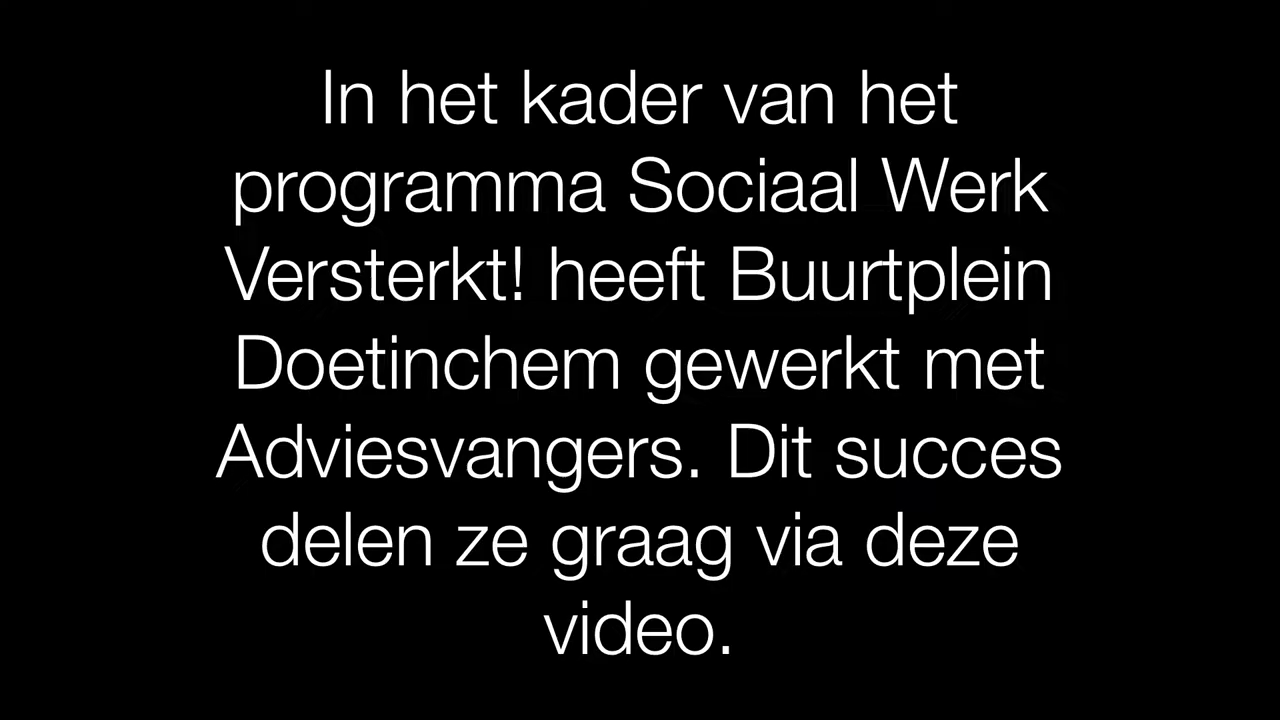 In het kader van het
programma Sociaal Werk
Versterkt! heeft Buurtplein
Doetinchem gewerkt met
Adviesvangers. Dit succes
delen ze graag via deze
video.